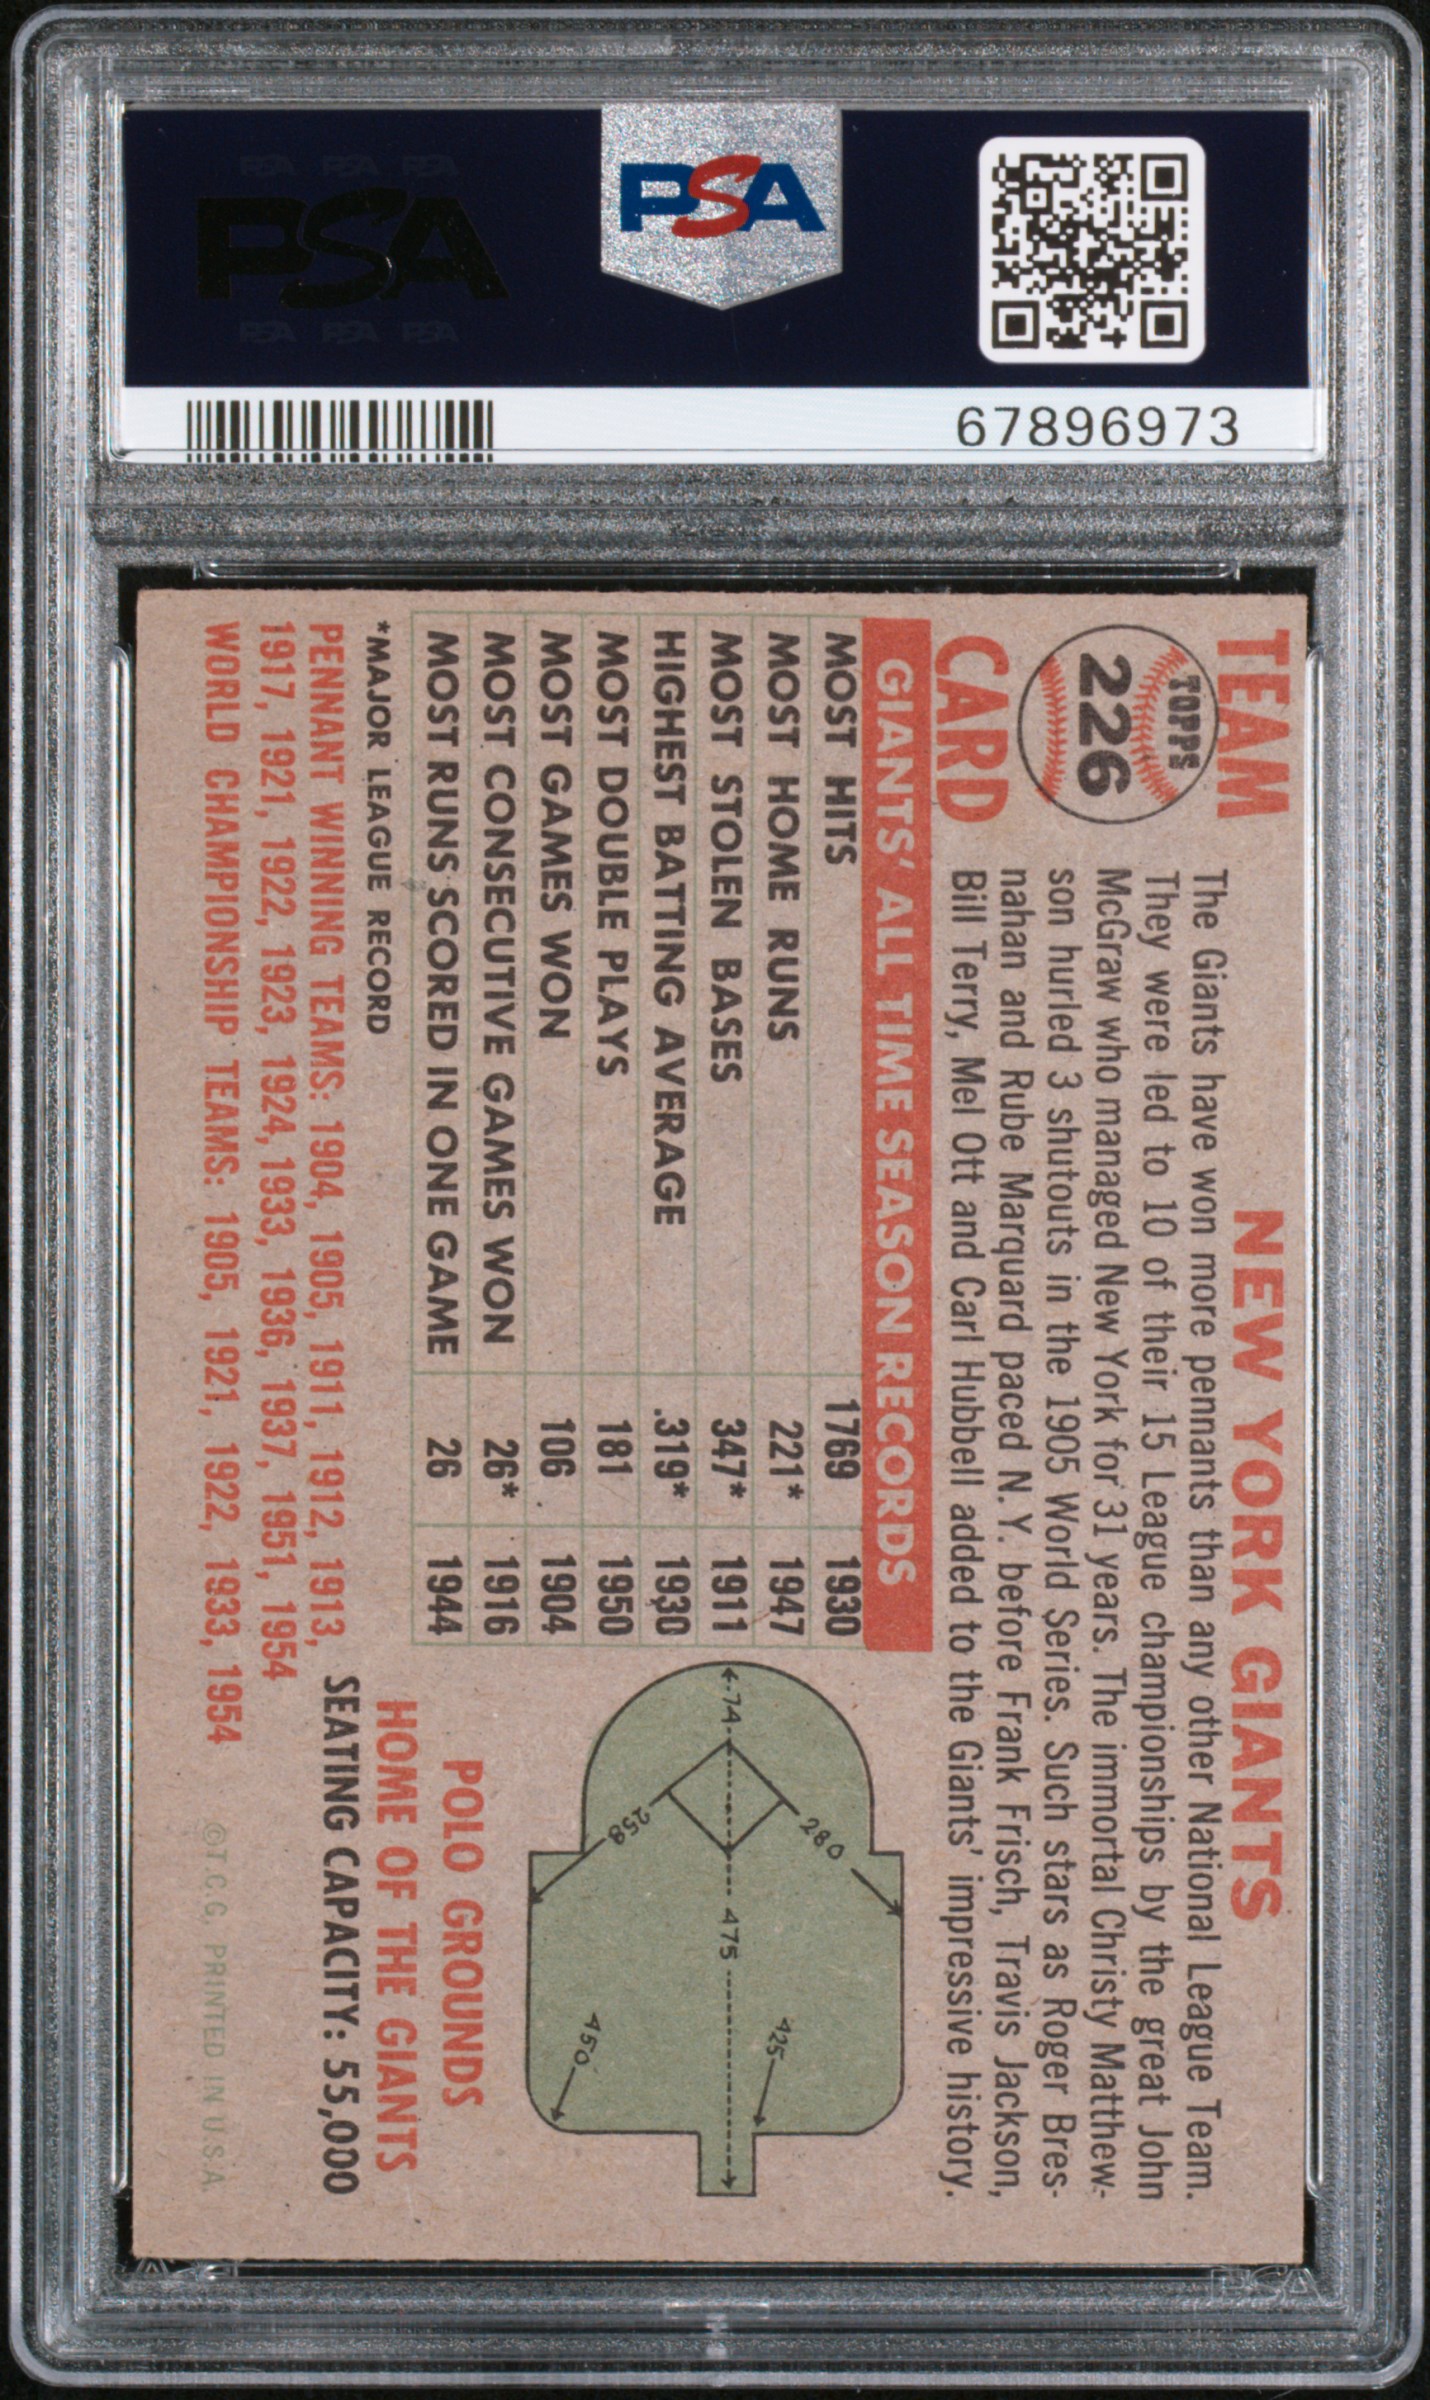 PSA PSA PSA
PSA
PSA PSA PSA
PSA
67896973
TEAM
TOPPS
226
CARD
NEW YORK GIANTS
The Giants have won more pennants than any other National League Team.
They were led to 10 of their 15 League championships by the great John
McGraw who managed New York for 31 years. The immortal Christy Matthew-
son hurled 3 shutouts in the 1905 World Series. Such stars as Roger Bres-
nahan and Rube Marquard paced N. Y. before Frank Frisch, Travis Jackson,
Bill Terry, Mel Ott and Carl Hubbell added to the Giants' impressive history.
GIANTS' ALL TIME SEASON RECORDS
MOST HITS 1769 1930
MOST HOME RUNS 221* 1947
MOST STOLEN BASES 347* 1911
HIGHEST BATTING AVERAGE .319* 1930
MOST DOUBLE PLAYS 181 1950
MOST GAMES WON 106 1904
MOST CONSECUTIVE GAMES WON 26* 1916
MOST RUNS SCORED IN ONE GAME 26 1944
*MAJOR LEAGUE RECORD
PENNANT WINNING TEAMS: 1904, 1905, 1911, 1912, 1913,
1917, 1921, 1922, 1923, 1924, 1933, 1936, 1937, 1951, 1954
WORLD CHAMPIONSHIP TEAMS: 1905, 1921, 1922, 1933, 1954
74
280
258
475
425
450
POLO GROUNDS
HOME OF THE GIANTS
SEATING CAPACITY: 55,000
©T.C.G. PRINTED IN U.S.A.
PSA